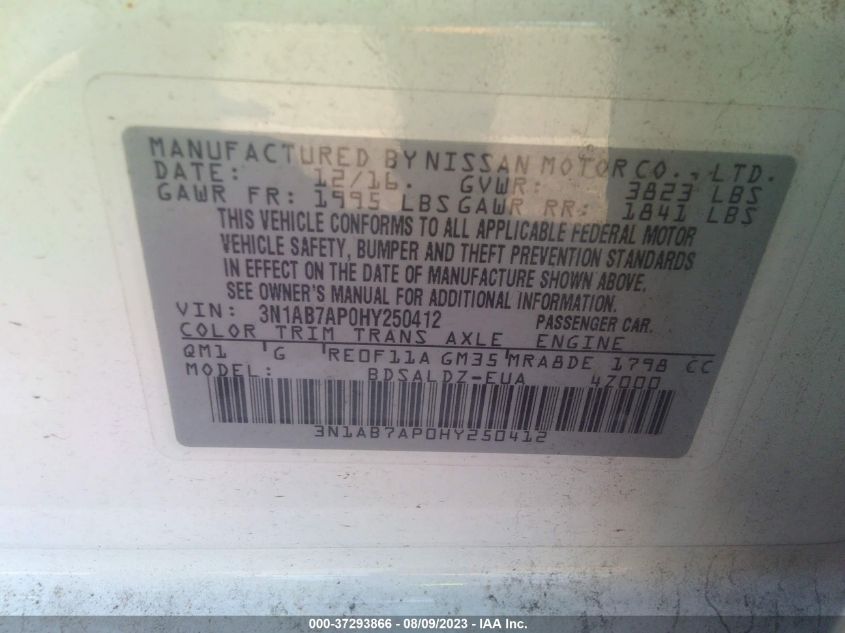 MANUFACTURED BY NISSAN MOTOR CO., LTD.
DATE: 12/16. GVWR: 3823 LBS
GAWR FR: 1995 LBS GAWR RR: 1841 LBS
THIS VEHICLE CONFORMS TO ALL APPLICABLE FEDERAL MOTOR
VEHICLE SAFETY, BUMPER AND THEFT PREVENTION STANDARDS
IN EFFECT ON THE DATE OF MANUFACTURE SHOWN ABOVE.
SEE OWNER'S MANUAL FOR ADDITIONAL INFORMATION.
VIN: 3N1AB7AP0HY250412 PASSENGER CAR.
COLOR TRIM TRANS AXLE ENGINE
QM1 G RE0F11A GM35 MRA8DE 1798 CC
MODEL: BDSALDZ-EUA 4Z000
3N1AB7AP0HY250412
000-37293866 - 08/09/2023 - IAA Inc.